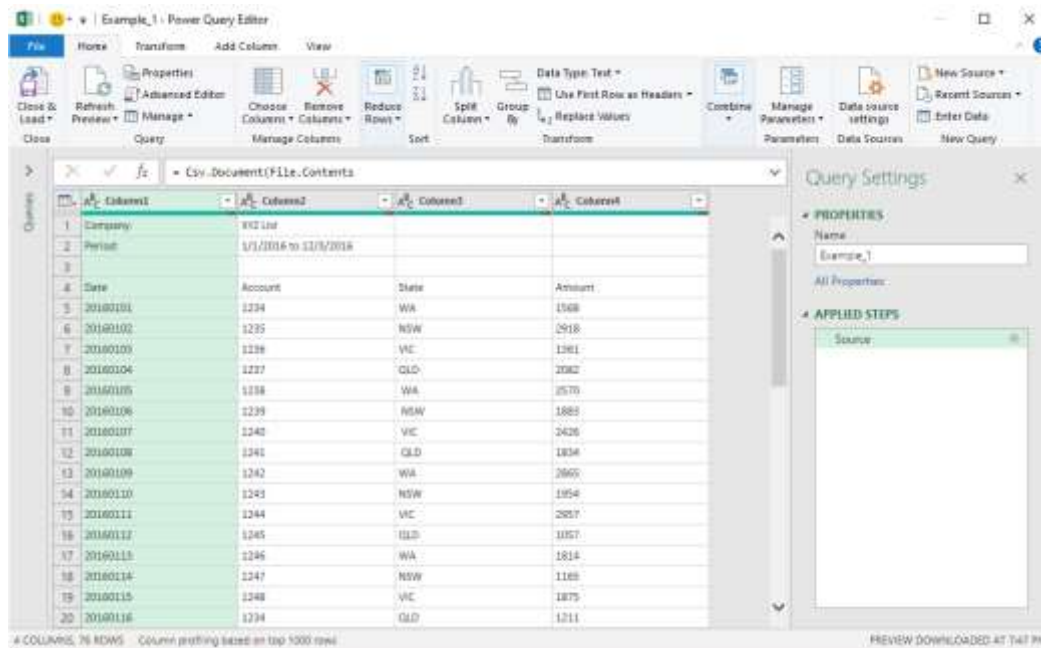 Example_1 - Power Query Editor
File Home Transform Add Column View
Close & Load
Close
Refresh Preview
Properties
Advanced Editor
Manage
Query
Choose Columns
Remove Columns
Manage Columns
Reduce Rows
Sort
Split Column
Group By
Data Type: Text
Use First Row as Headers
Replace Values
Transform
Combine
Manage Parameters
Parameters
Data source settings
Data Sources
New Source
Recent Sources
Enter Data
New Query
Queries
fx = Csv.Document(File.Contents
Column1 Column2 Column3 Column4
1 Company: XYZ Ltd
2 Period: 1/1/2016 to
3
4 Date Account State Amount
5 20160101 1234 WA 1568
6 20160102 1235 NSW 2918
7 20160103 1236 VIC
8 20160104 1237 QLD 2082
9 20160105 1238 WA 2570
10 20160106 1239 NSW 1883
11 20160107 1240 VIC 2426
12 20160108 1241 QLD 1834
13 20160109 1242 WA 2865
14 20160110 1243 NSW 1954
15 20160111 1244 VIC 2957
16 20160112 1245 QLD 1057
17 20160113 1246 WA 1814
18 20160114 1247 NSW 1169
19 20160115 1248 VIC 1875
20 20160116 1234 QLD 1211
Query Settings
PROPERTIES
Name
Example_1
All Properties
APPLIED STEPS
Source
4 COLUMNS, 76 ROWS Column profiling based on top 1000 rows
PREVIEW DOWNLOADED AT 7:47 PM